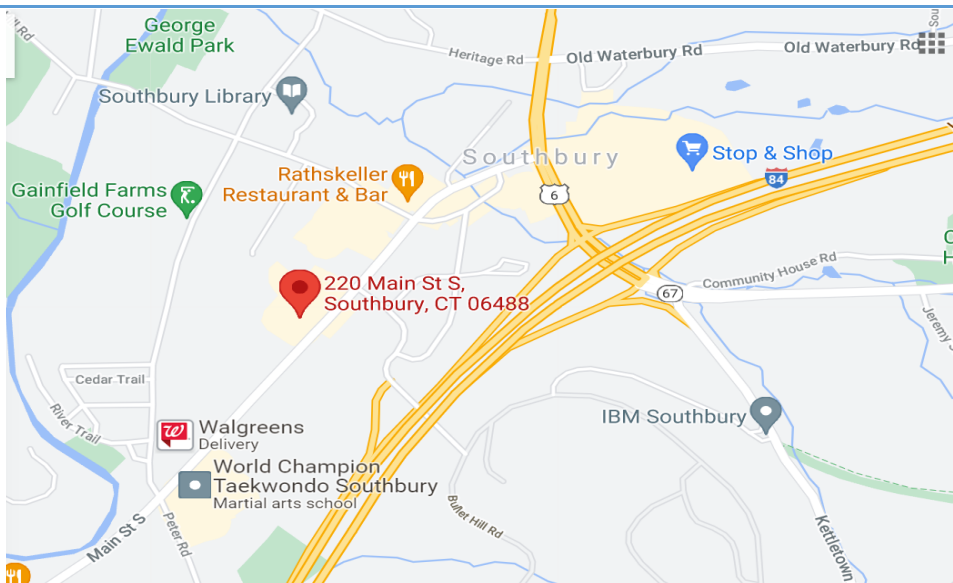 George
Ewald Park
Rd
Heritage Rd
Old Waterbury Rd
Old Waterbury Rd
Sou
Southbury Library
Southbury
Stop & Shop
Rathskeller
Restaurant & Bar
84
Gainfield Farms
Golf Course
6
C
H
220 Main St S,
Southbury, CT 06488
67
Community House Rd
Jeremy S
Cedar Trail
River Trail
IBM Southbury
Walgreens
Delivery
World Champion
Taekwondo Southbury
Martial arts school
Bullet Hill Rd
Main St S
Peter Rd
Kettletown